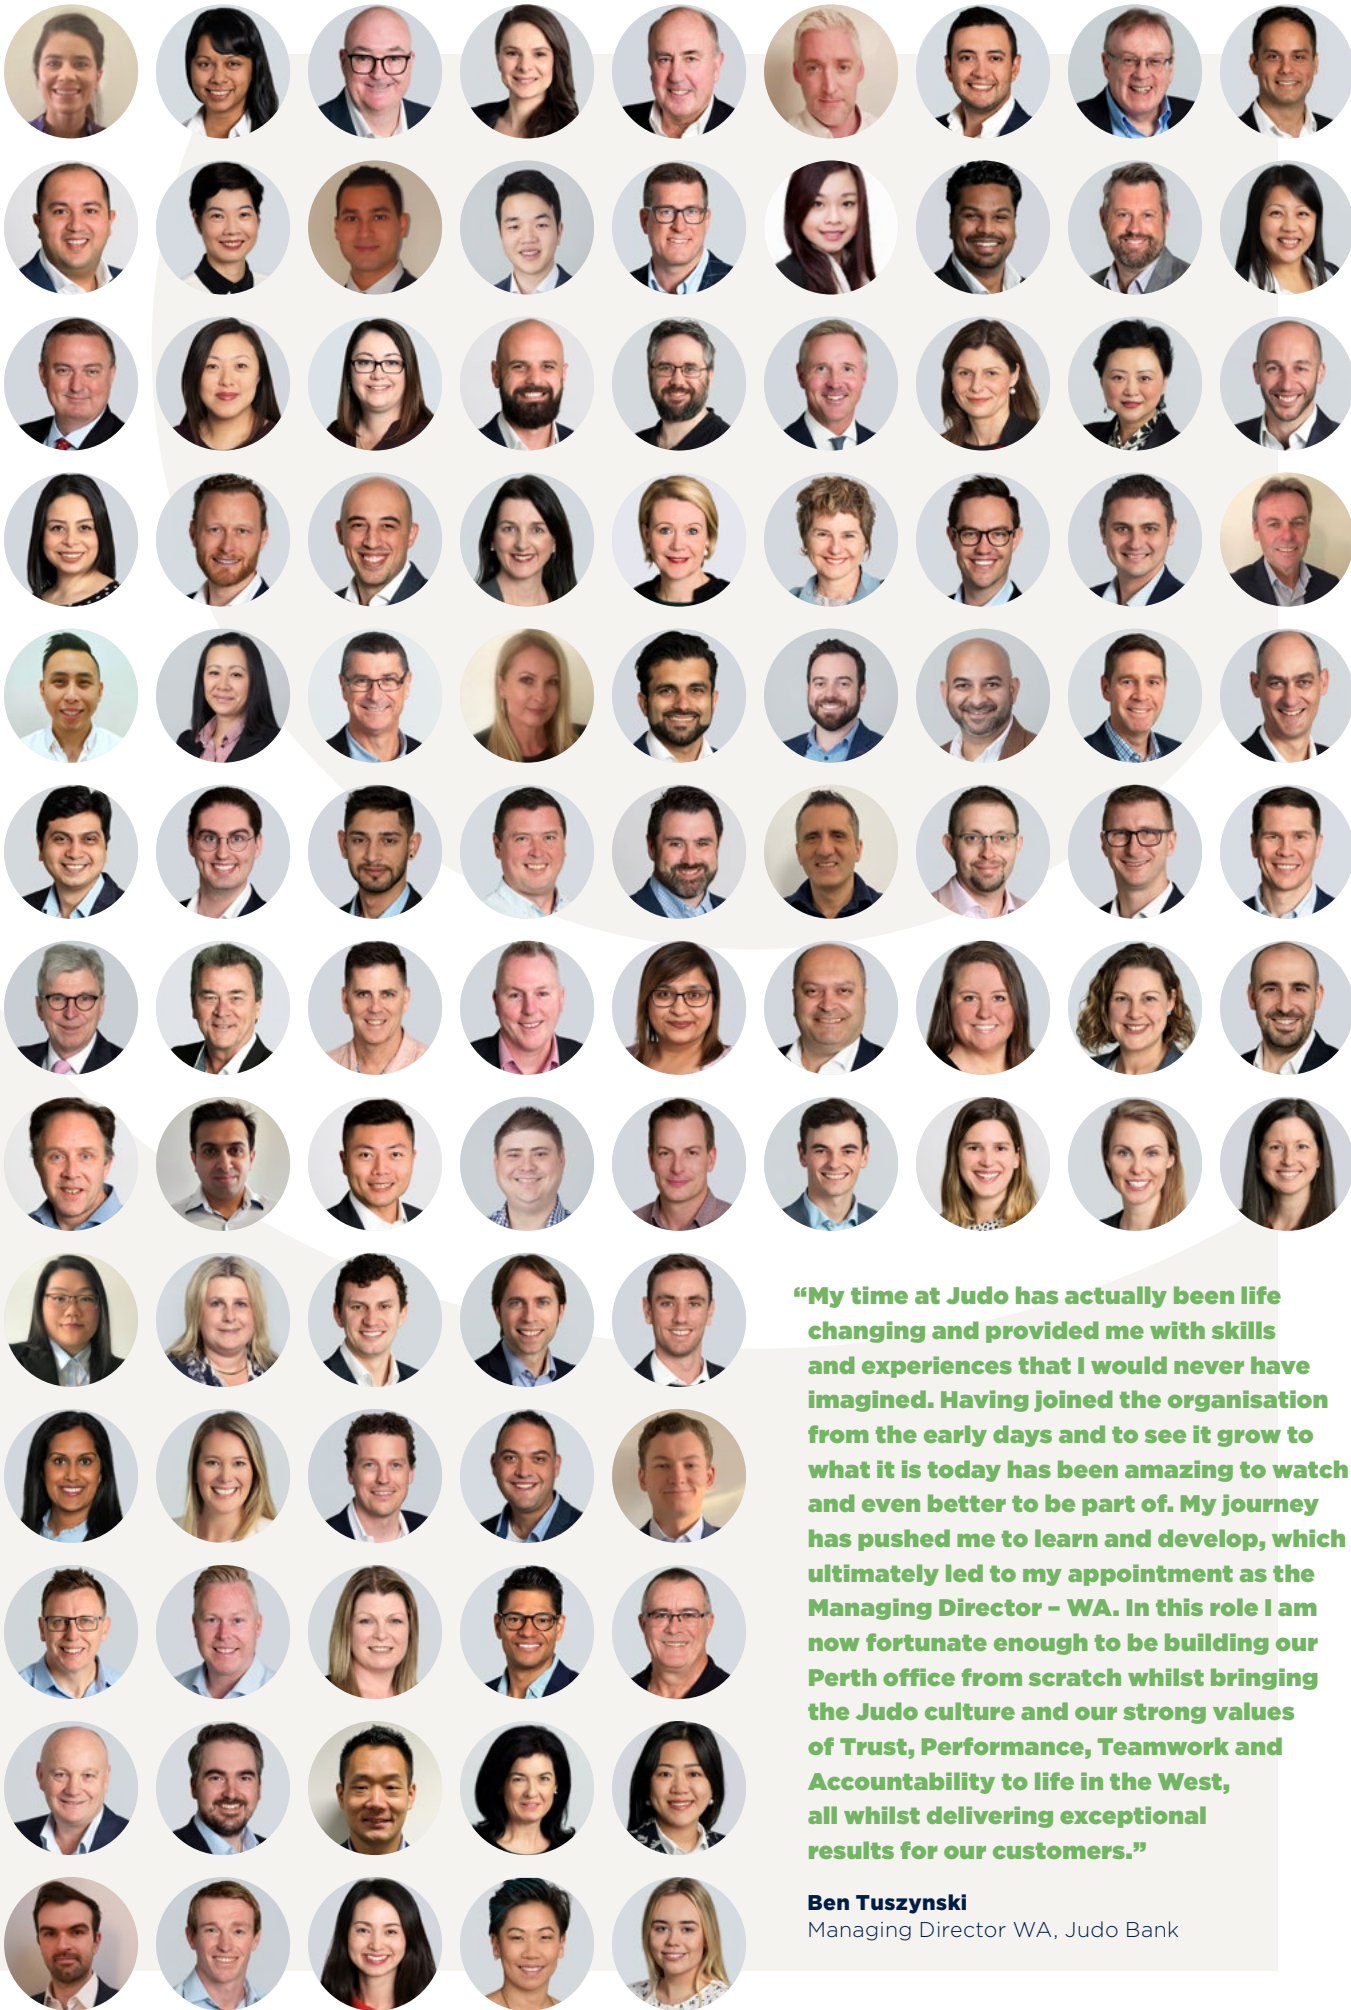 “My time at Judo has actually been life
changing and provided me with skills
and experiences that I would never have
imagined. Having joined the organisation
from the early days and to see it grow to
what it is today has been amazing to watch
and even better to be part of. My journey
has pushed me to learn and develop, which
ultimately led to my appointment as the
Managing Director – WA. In this role I am
now fortunate enough to be building our
Perth office from scratch whilst bringing
the Judo culture and our strong values
of Trust, Performance, Teamwork and
Accountability to life in the West,
all whilst delivering exceptional
results for our customers.”
Ben Tuszynski
Managing Director WA, Judo Bank